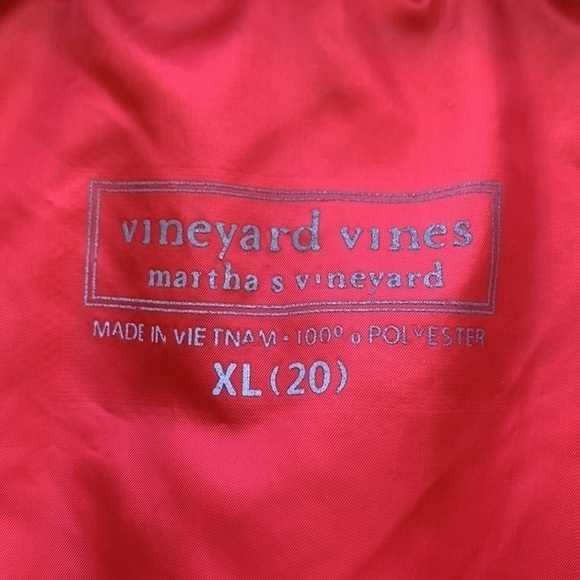 vineyard vines
martha's vineyard
MADE IN VIETNAM · 100% POLYESTER
XL (20)